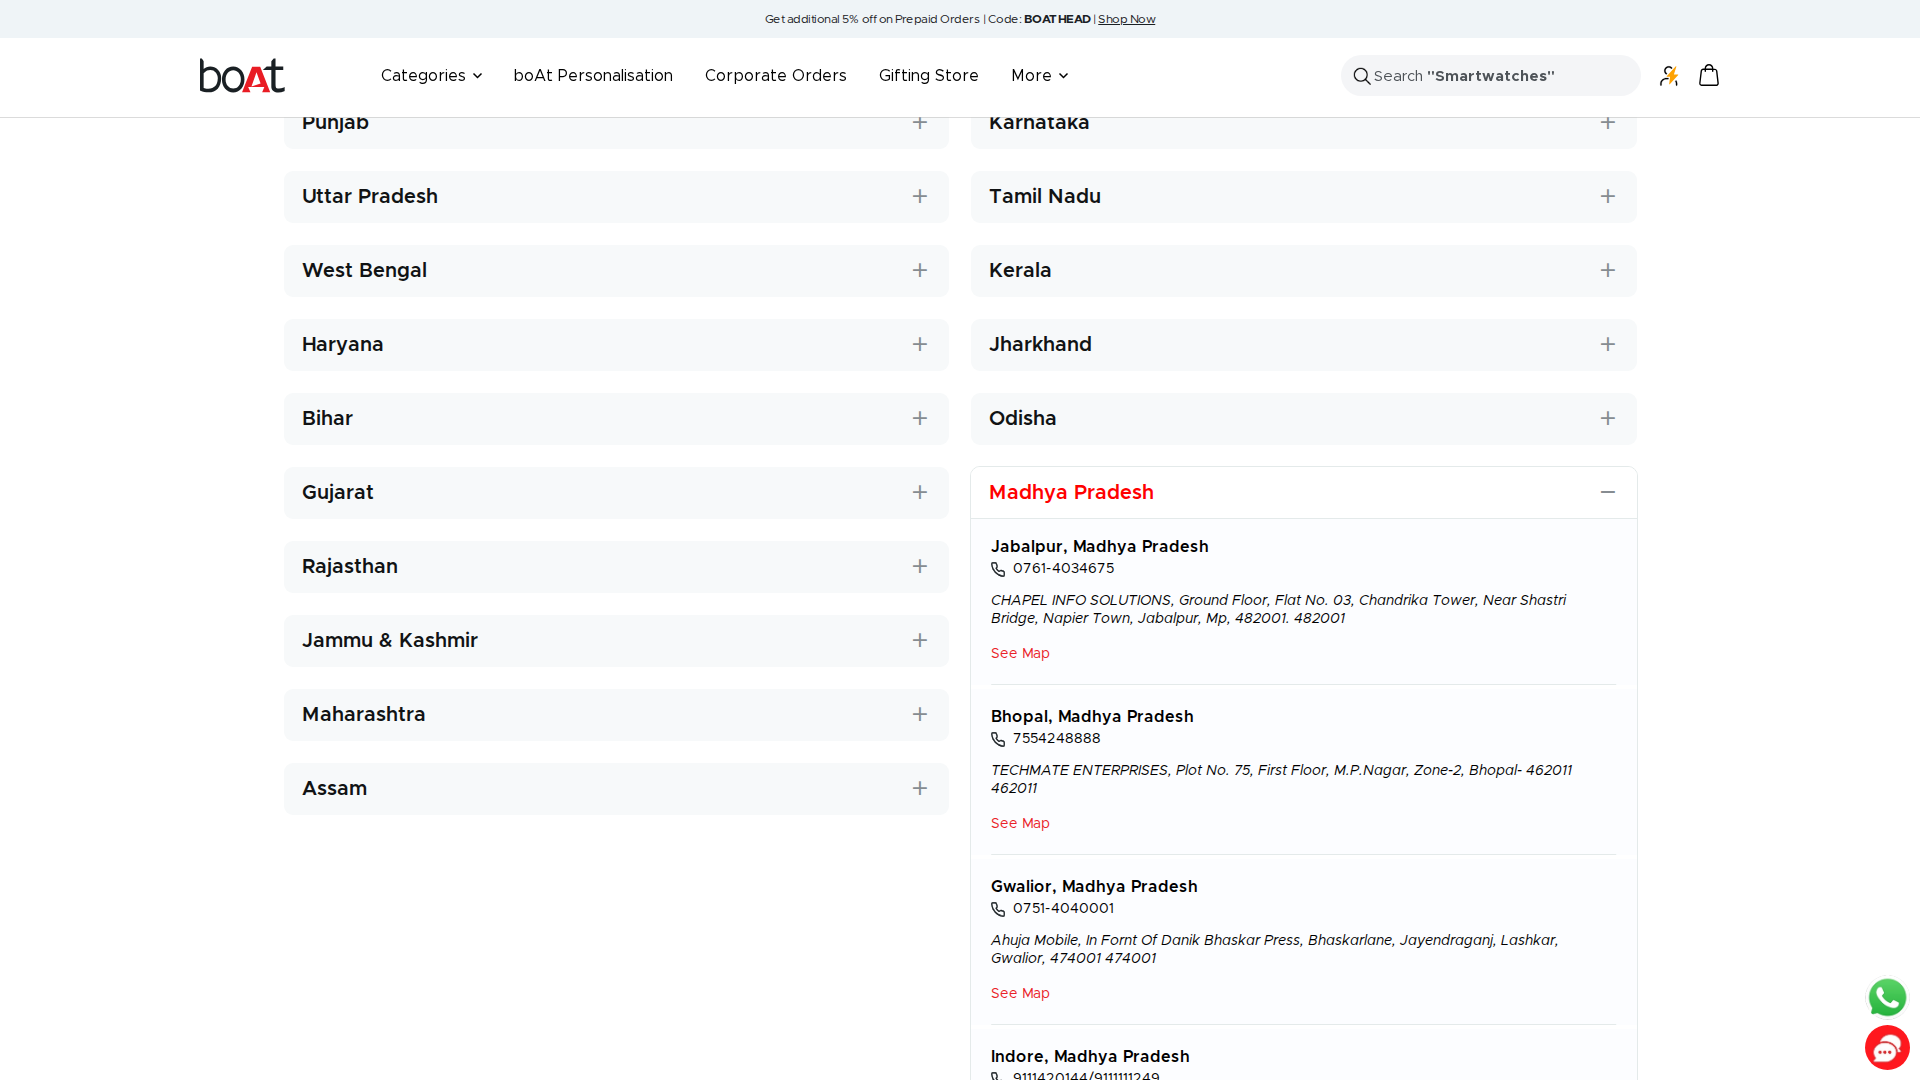 Get additional 5% off on Prepaid Orders | Code: BOATHEAD | Shop Now
boAt
Categories
boAt Personalisation
Corporate Orders
Gifting Store
More
Search "Smartwatches"
Punjab
Uttar Pradesh
West Bengal
Haryana
Bihar
Gujarat
Rajasthan
Jammu & Kashmir
Maharashtra
Assam
Karnataka
Tamil Nadu
Kerala
Jharkhand
Odisha
Madhya Pradesh
Jabalpur, Madhya Pradesh
0761-4034675
CHAPEL INFO SOLUTIONS, Ground Floor, Flat No. 03, Chandrika Tower, Near Shastri
Bridge, Napier Town, Jabalpur, Mp, 482001. 482001
See Map
Bhopal, Madhya Pradesh
7554248888
TECHMATE ENTERPRISES, Plot No. 75, First Floor, M.P.Nagar, Zone-2, Bhopal- 462011
462011
See Map
Gwalior, Madhya Pradesh
0751-4040001
Ahuja Mobile, In Fornt Of Danik Bhaskar Press, Bhaskarlane, Jayendraganj, Lashkar,
Gwalior, 474001 474001
See Map
Indore, Madhya Pradesh
9111420144/9111111249